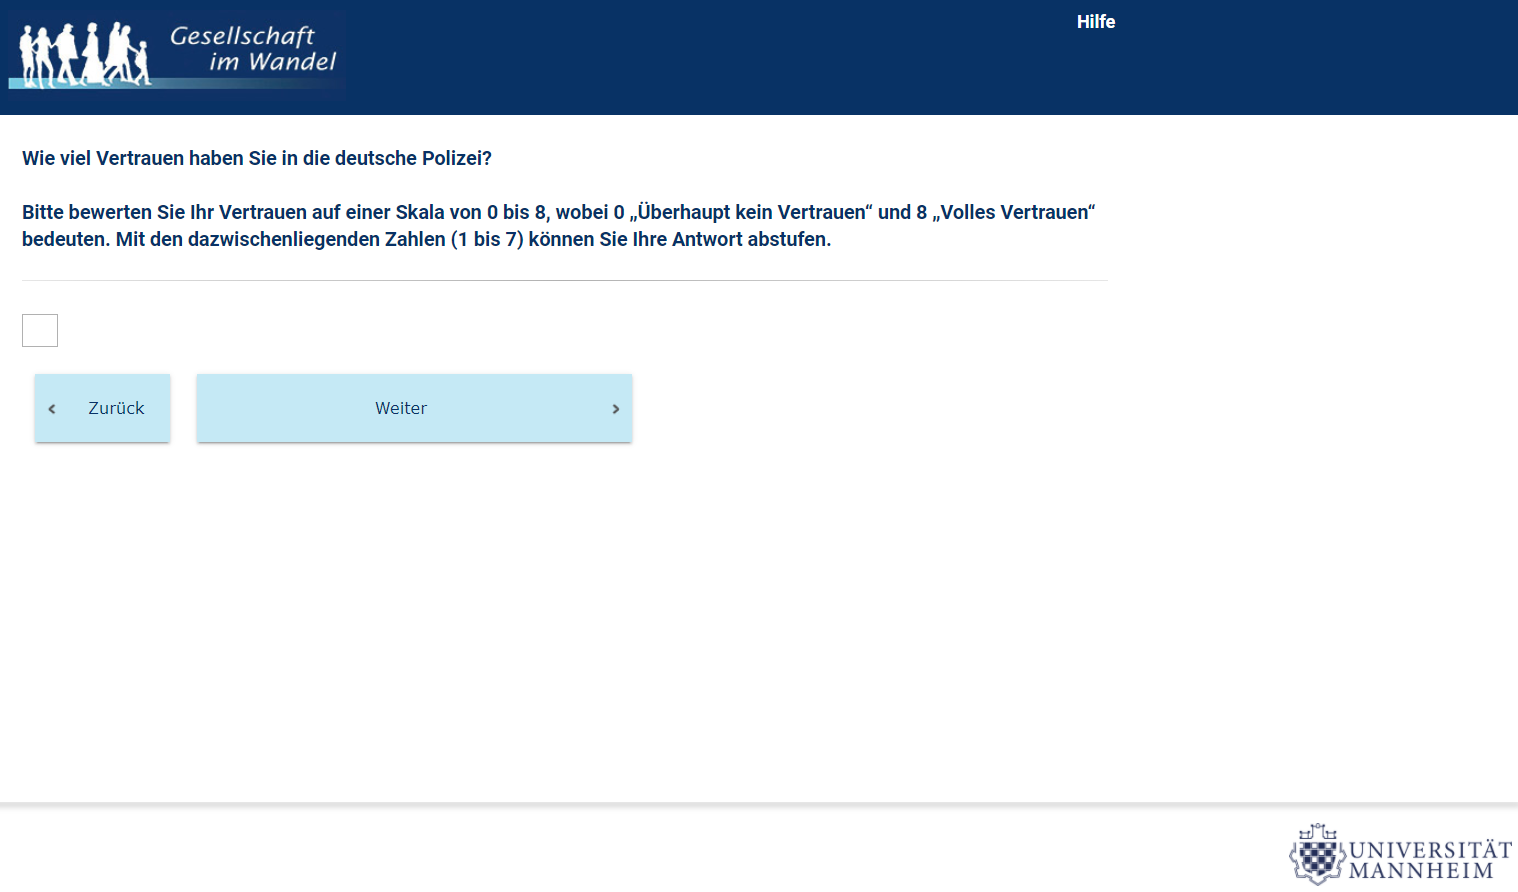 Gesellschaft
im Wandel
Hilfe
Wie viel Vertrauen haben Sie in die deutsche Polizei?
Bitte bewerten Sie Ihr Vertrauen auf einer Skala von 0 bis 8, wobei 0 „Überhaupt kein Vertrauen“ und 8 „Volles Vertrauen“
bedeuten. Mit den dazwischenliegenden Zahlen (1 bis 7) können Sie Ihre Antwort abstufen.
Zurück
Weiter
UNIVERSITÄT
MANNHEIM